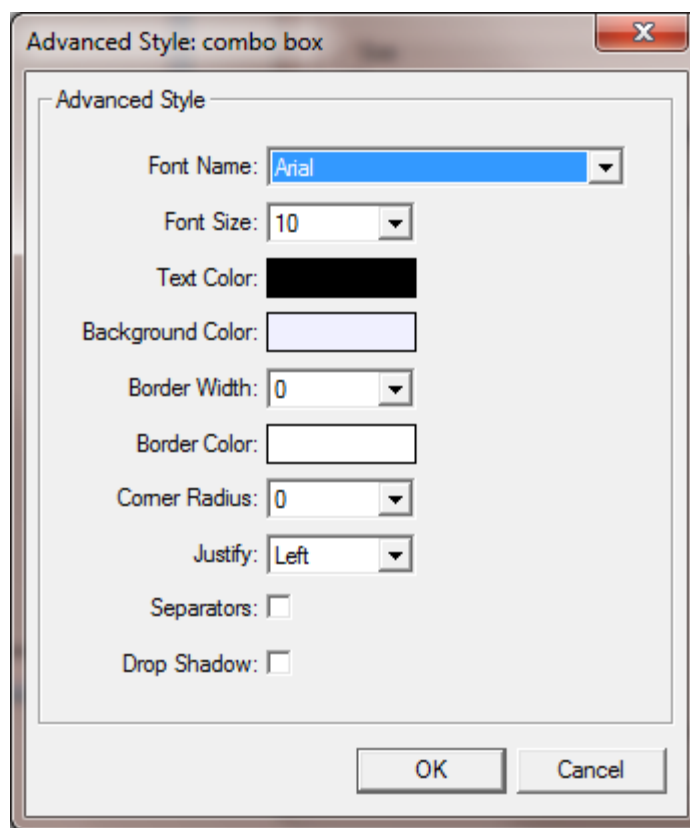 Advanced Style: combo box
Advanced Style
Font Name: Arial
Font Size: 10
Text Color:
Background Color:
Border Width: 0
Border Color:
Corner Radius: 0
Justify: Left
Separators:
Drop Shadow:
OK Cancel